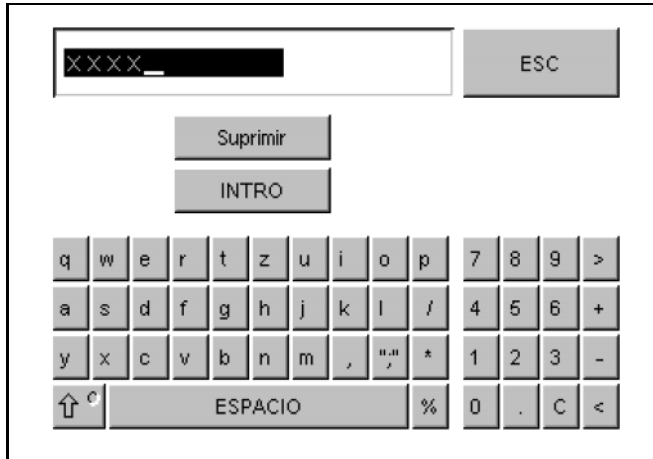 XXXX_ ESC
Suprimir
INTRO
q w e r t z u i o p 7 8 9 >
a s d f g h j k l / 4 5 6 +
y x c v b n m , ";" * 1 2 3 -
ESPACIO % 0 . C <